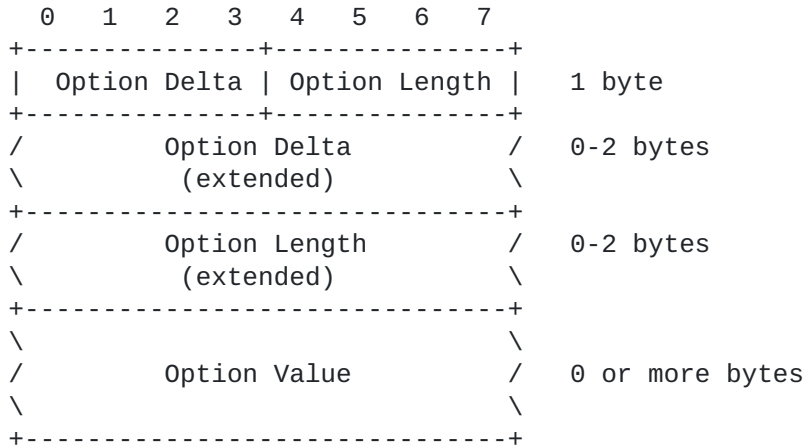 0   1   2   3   4   5   6   7
+---------------+---------------+
|  Option Delta | Option Length |   1 byte
+---------------+---------------+
/         Option Delta          /   0-2 bytes
\          (extended)           \
+-------------------------------+
/         Option Length         /   0-2 bytes
\          (extended)           \
+-------------------------------+
\                               \
/         Option Value          /   0 or more bytes
\                               \
+-------------------------------+